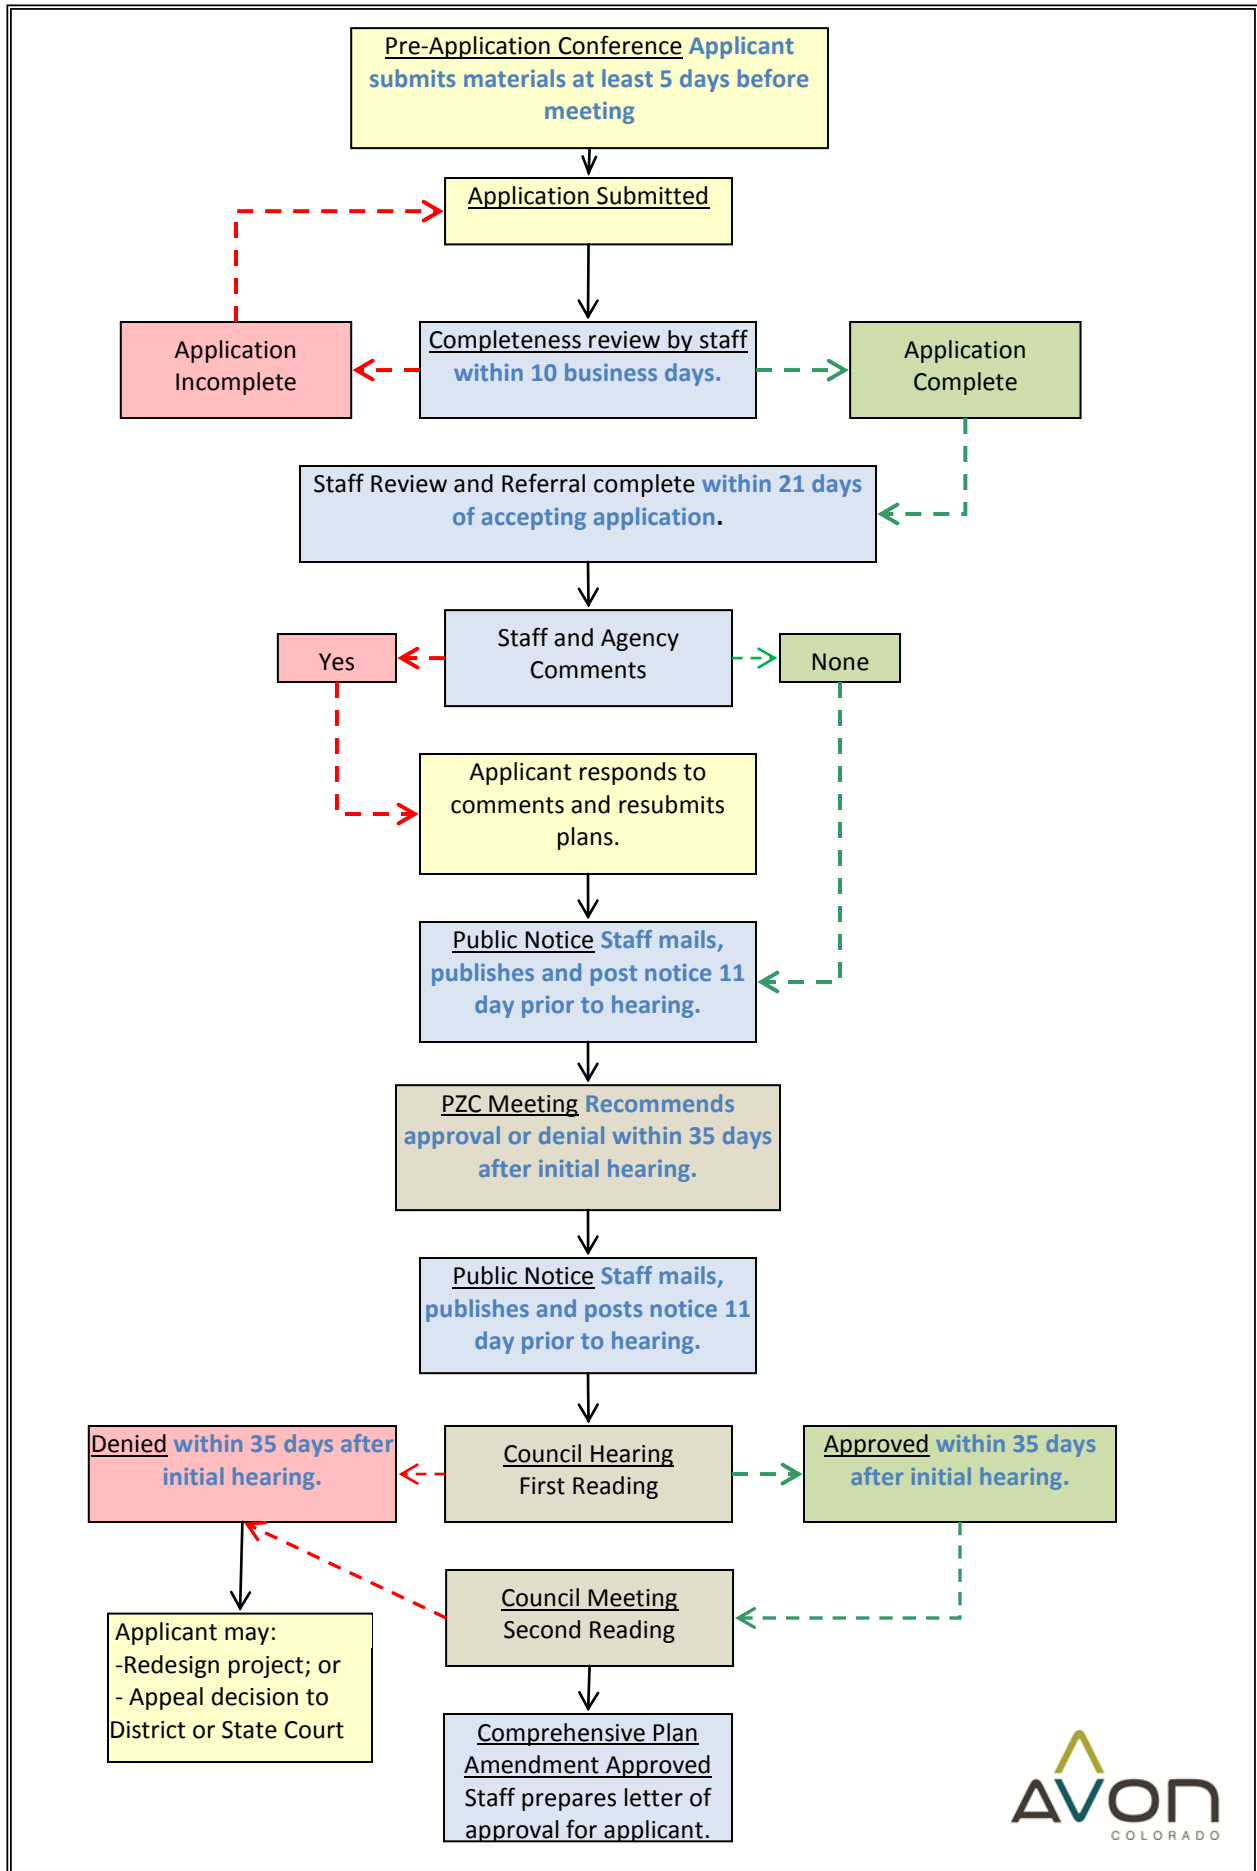 Pre-Application Conference Applicant
submits materials at least 5 days before
meeting
Application Submitted
Application
Incomplete
Completeness review by staff
within 10 business days.
Application
Complete
Staff Review and Referral complete within 21 days
of accepting application.
Yes
Staff and Agency
Comments
None
Applicant responds to
comments and resubmits
plans.
Public Notice Staff mails,
publishes and post notice 11
day prior to hearing.
PZC Meeting Recommends
approval or denial within 35 days
after initial hearing.
Public Notice Staff mails,
publishes and posts notice 11
day prior to hearing.
Denied within 35 days after
initial hearing.
Council Hearing
First Reading
Approved within 35 days
after initial hearing.
Council Meeting
Second Reading
Applicant may:
-Redesign project; or
- Appeal decision to
District or State Court
Comprehensive Plan
Amendment Approved
Staff prepares letter of
approval for applicant.
AVON
COLORADO